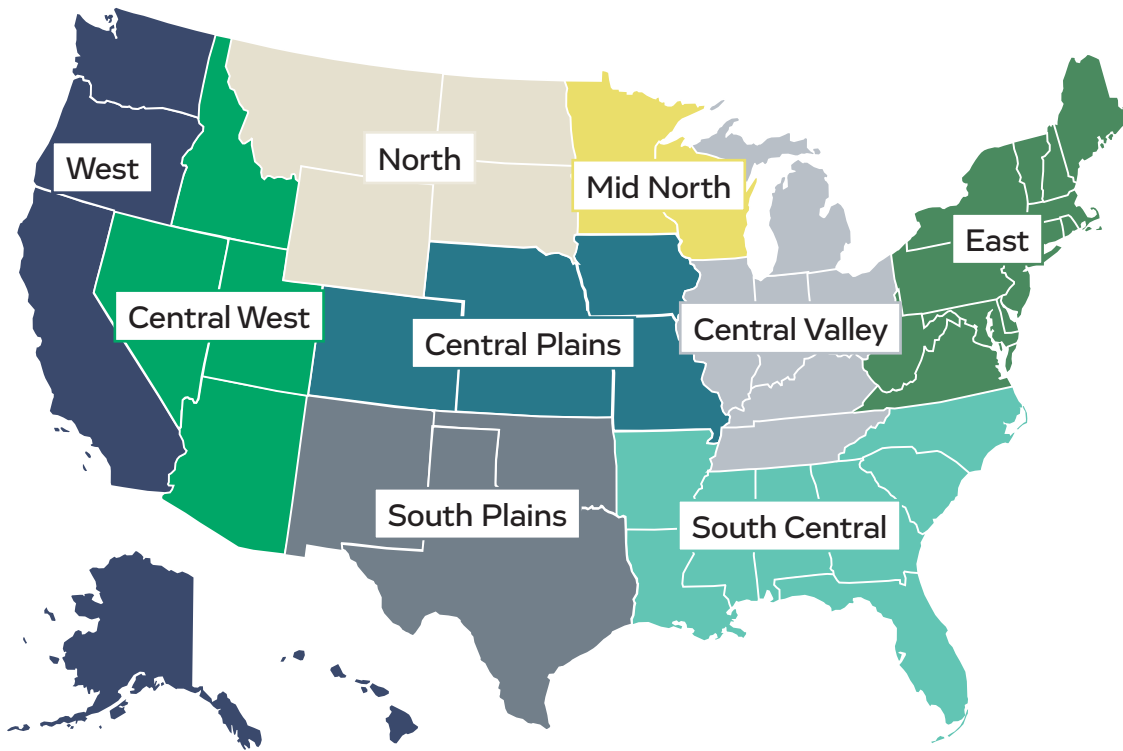 West
North
Mid North
East
Central West
Central Plains
Central Valley
South Plains
South Central